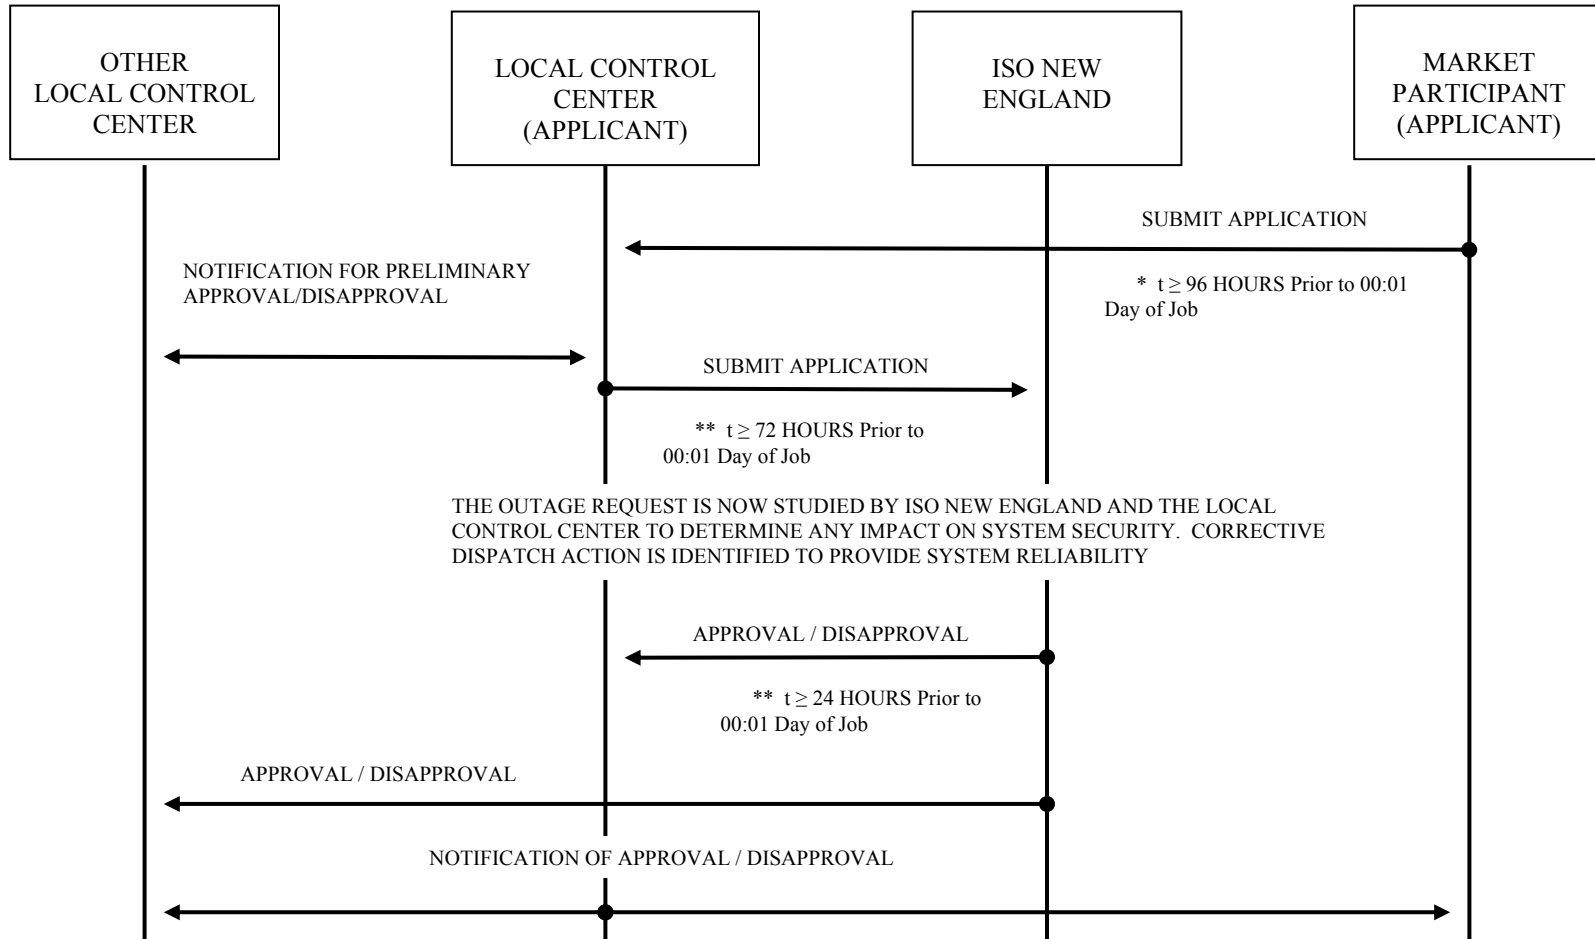 OTHER
LOCAL CONTROL
CENTER
LOCAL CONTROL
CENTER
(APPLICANT)
ISO NEW
ENGLAND
MARKET
PARTICIPANT
(APPLICANT)
SUBMIT APPLICATION
* t ≥ 96 HOURS Prior to 00:01
Day of Job
NOTIFICATION FOR PRELIMINARY
APPROVAL/DISAPPROVAL
SUBMIT APPLICATION
** t ≥ 72 HOURS Prior to
00:01 Day of Job
THE OUTAGE REQUEST IS NOW STUDIED BY ISO NEW ENGLAND AND THE LOCAL
CONTROL CENTER TO DETERMINE ANY IMPACT ON SYSTEM SECURITY. CORRECTIVE
DISPATCH ACTION IS IDENTIFIED TO PROVIDE SYSTEM RELIABILITY
APPROVAL / DISAPPROVAL
** t ≥ 24 HOURS Prior to
00:01 Day of Job
APPROVAL / DISAPPROVAL
NOTIFICATION OF APPROVAL / DISAPPROVAL